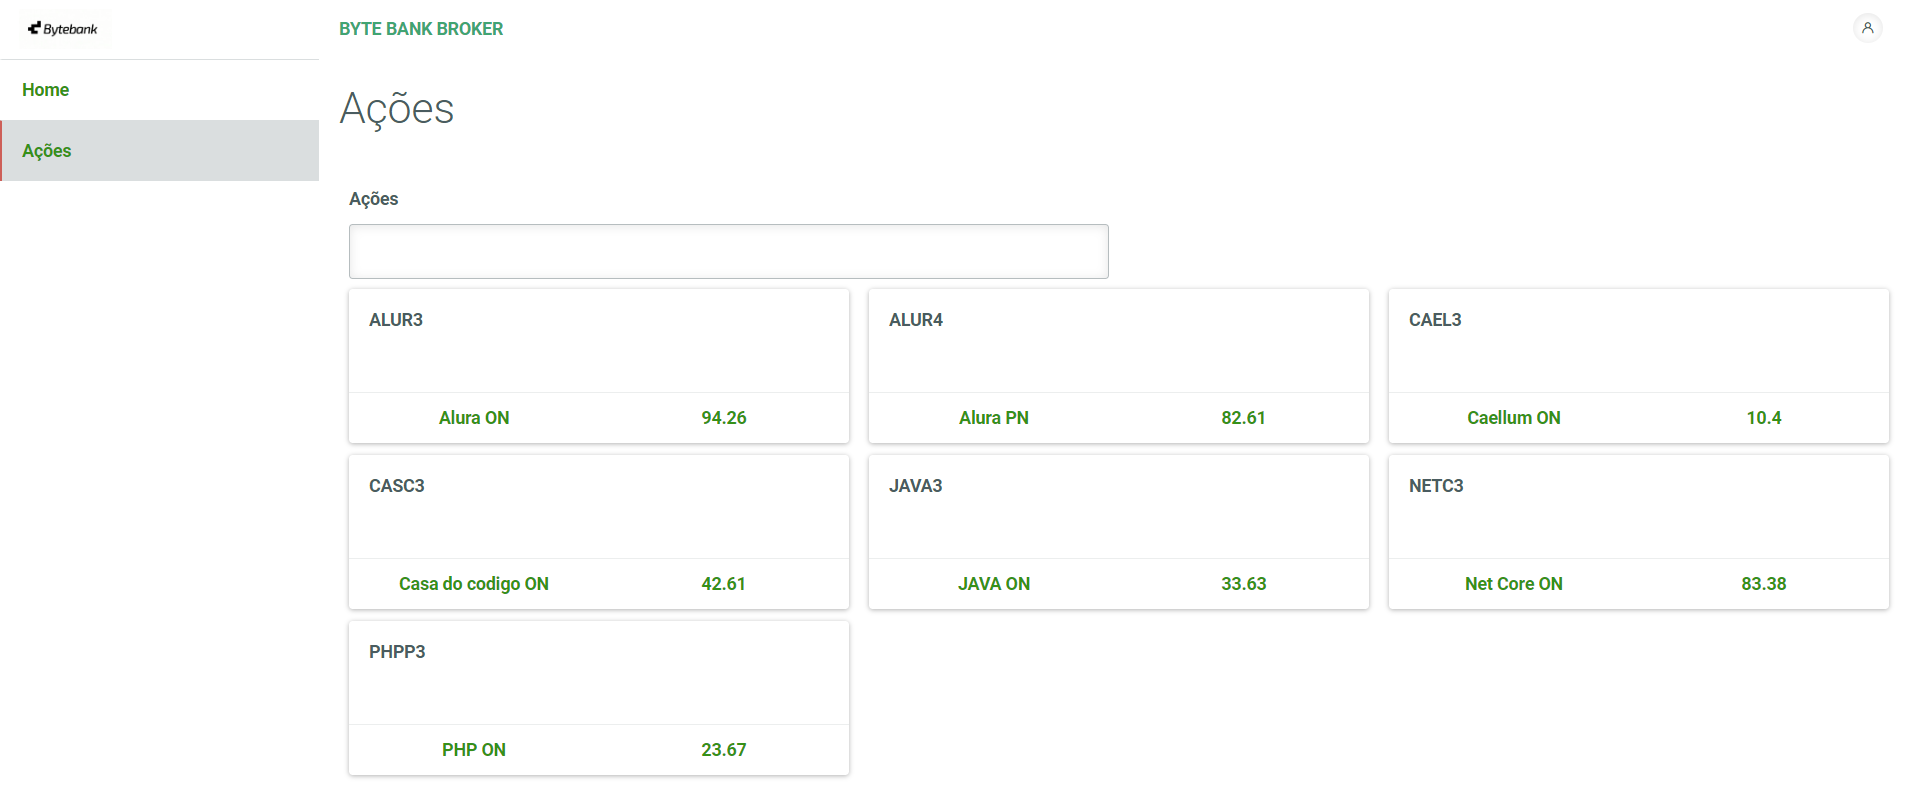 Bytebank
BYTE BANK BROKER
Home
Ações
Ações
Ações
ALUR3
Alura ON 94.26
ALUR4
Alura PN 82.61
CAEL3
Caellum ON 10.4
CASC3
Casa do codigo ON 42.61
JAVA3
JAVA ON 33.63
NETC3
Net Core ON 83.38
PHPP3
PHP ON 23.67